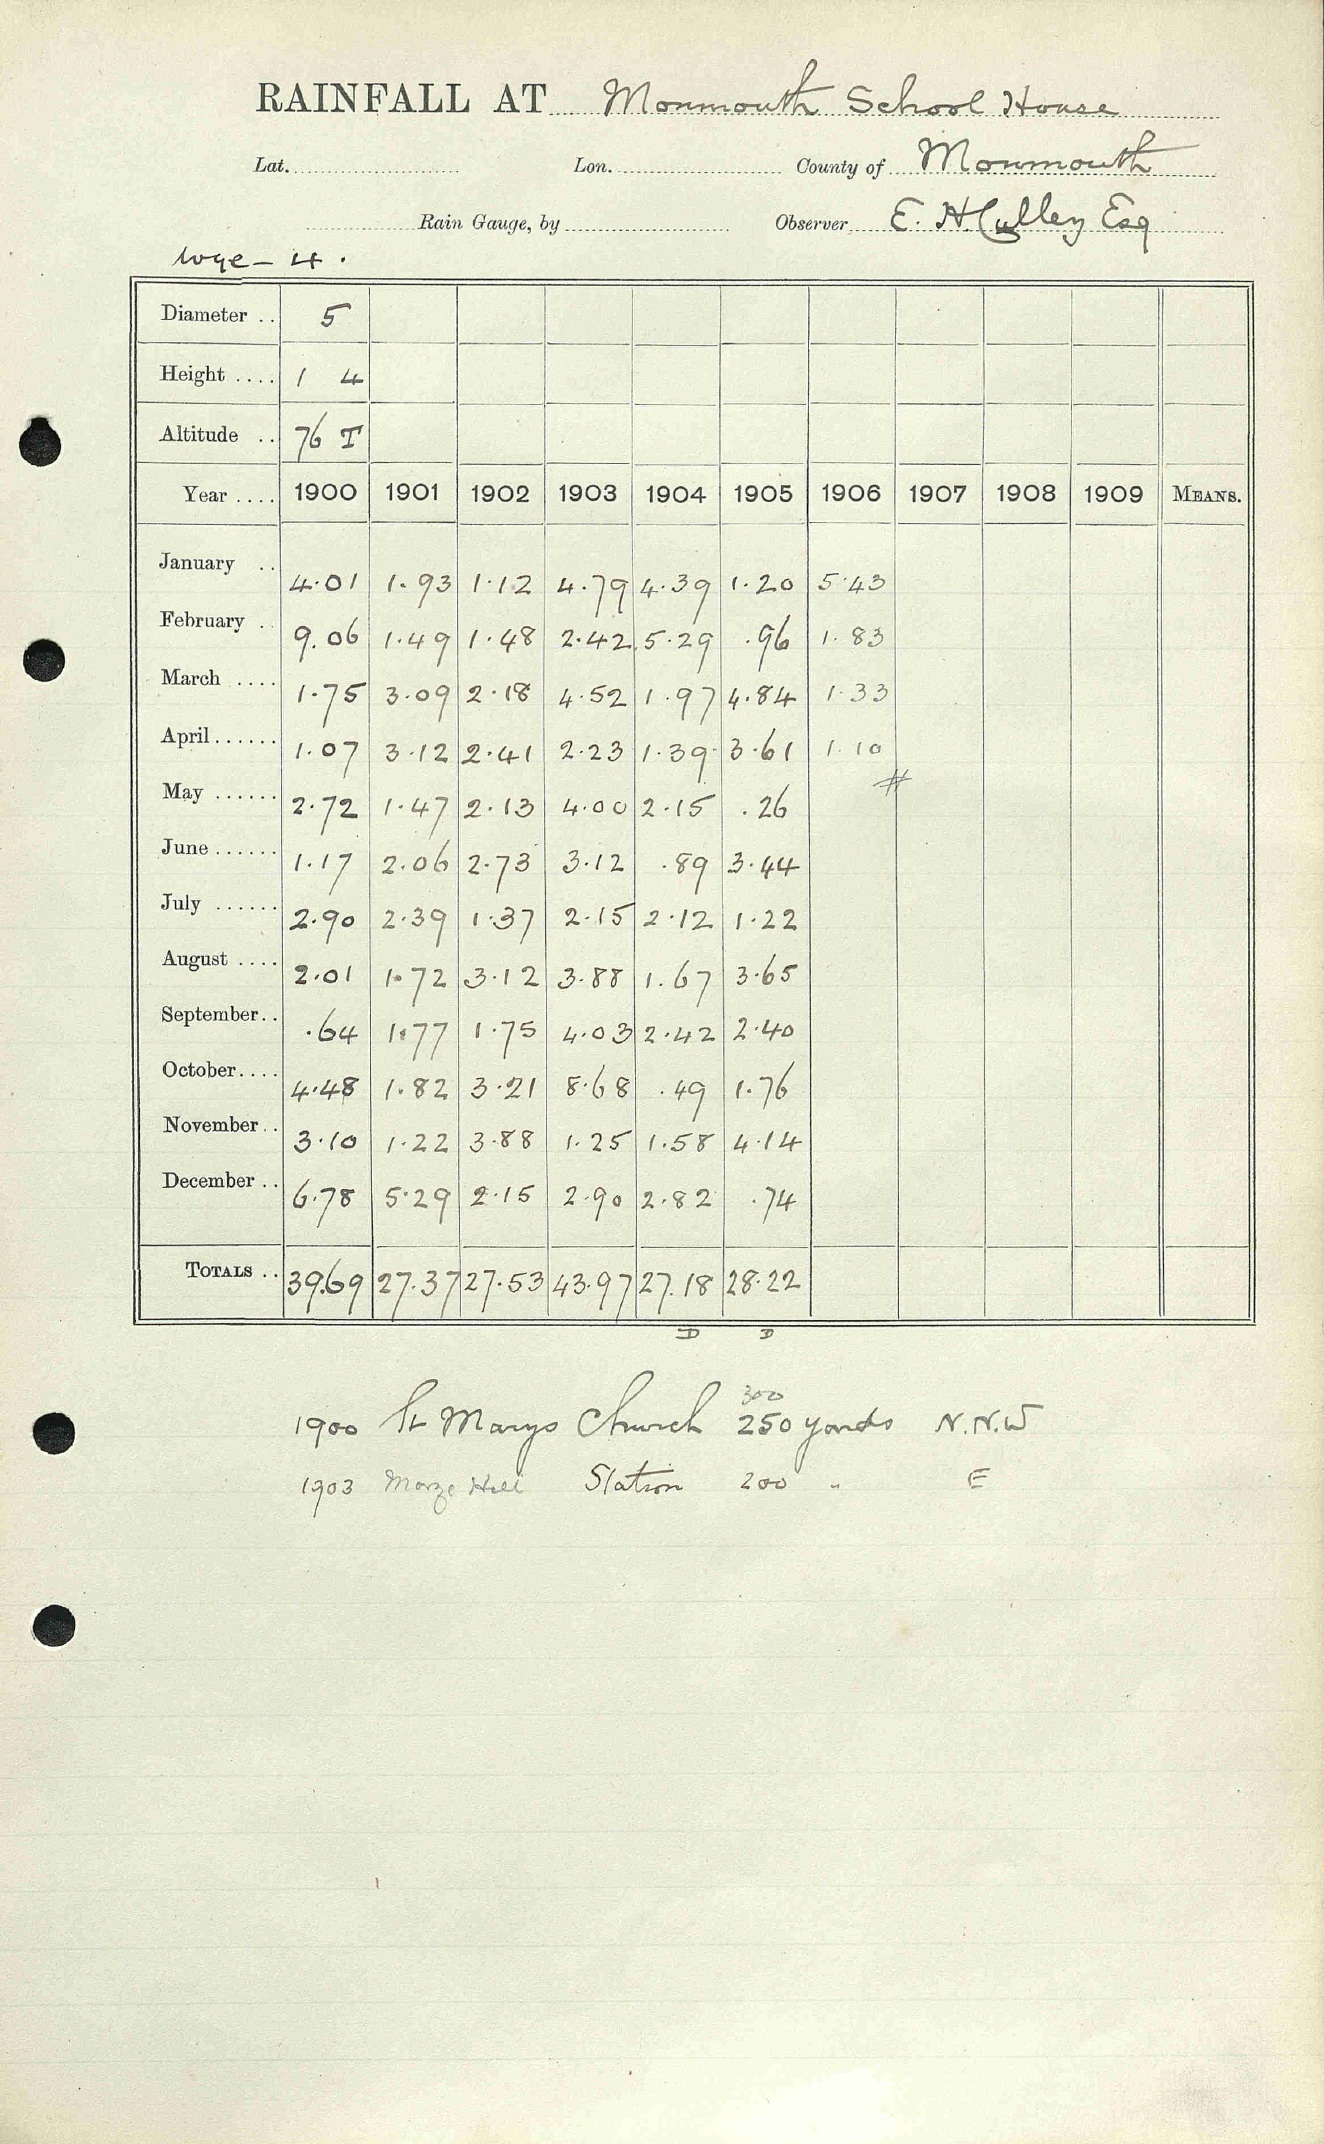 RAINFALL AT Monmouth School House
Lat. Lon. County of Monmouth
Rain Gauge, by Observer E. H. Culley Esq
Wye - 4.
Diameter .. 5
Height .... 1 4
Altitude .. 76 T
Year .... 1900 1901 1902 1903 1904 1905 1906 1907 1908 1909 MEANS.
January .. 4.01 1.93 1.12 4.79 4.39 1.20 5.43
February .. 9.06 1.49 1.48 2.42 5.29 .96 1.83
March .... 1.75 3.09 2.18 4.52 1.97 4.84 1.33
April...... 1.07 3.12 2.41 2.23 1.39 3.61 1.10
May ...... 2.72 1.47 2.13 4.00 2.15 .26 #
June...... 1.17 2.06 2.73 3.12 .89 3.44
July ...... 2.90 2.39 1.37 2.15 2.12 1.22
August .... 2.01 1.72 3.12 3.88 1.67 3.65
September.. .64 1.77 1.75 4.03 2.42 2.40
October.... 4.48 1.82 3.21 8.68 .49 1.76
November.. 3.10 1.22 3.88 1.25 1.58 4.14
December .. 6.78 5.29 2.15 2.90 2.82 .74
TOTALS .. 39.69 27.37 27.53 43.97 27.18 28.22
D D
300
1900 St Marys Church 250 yards N.N.W
1903 Hill Station 200 " E